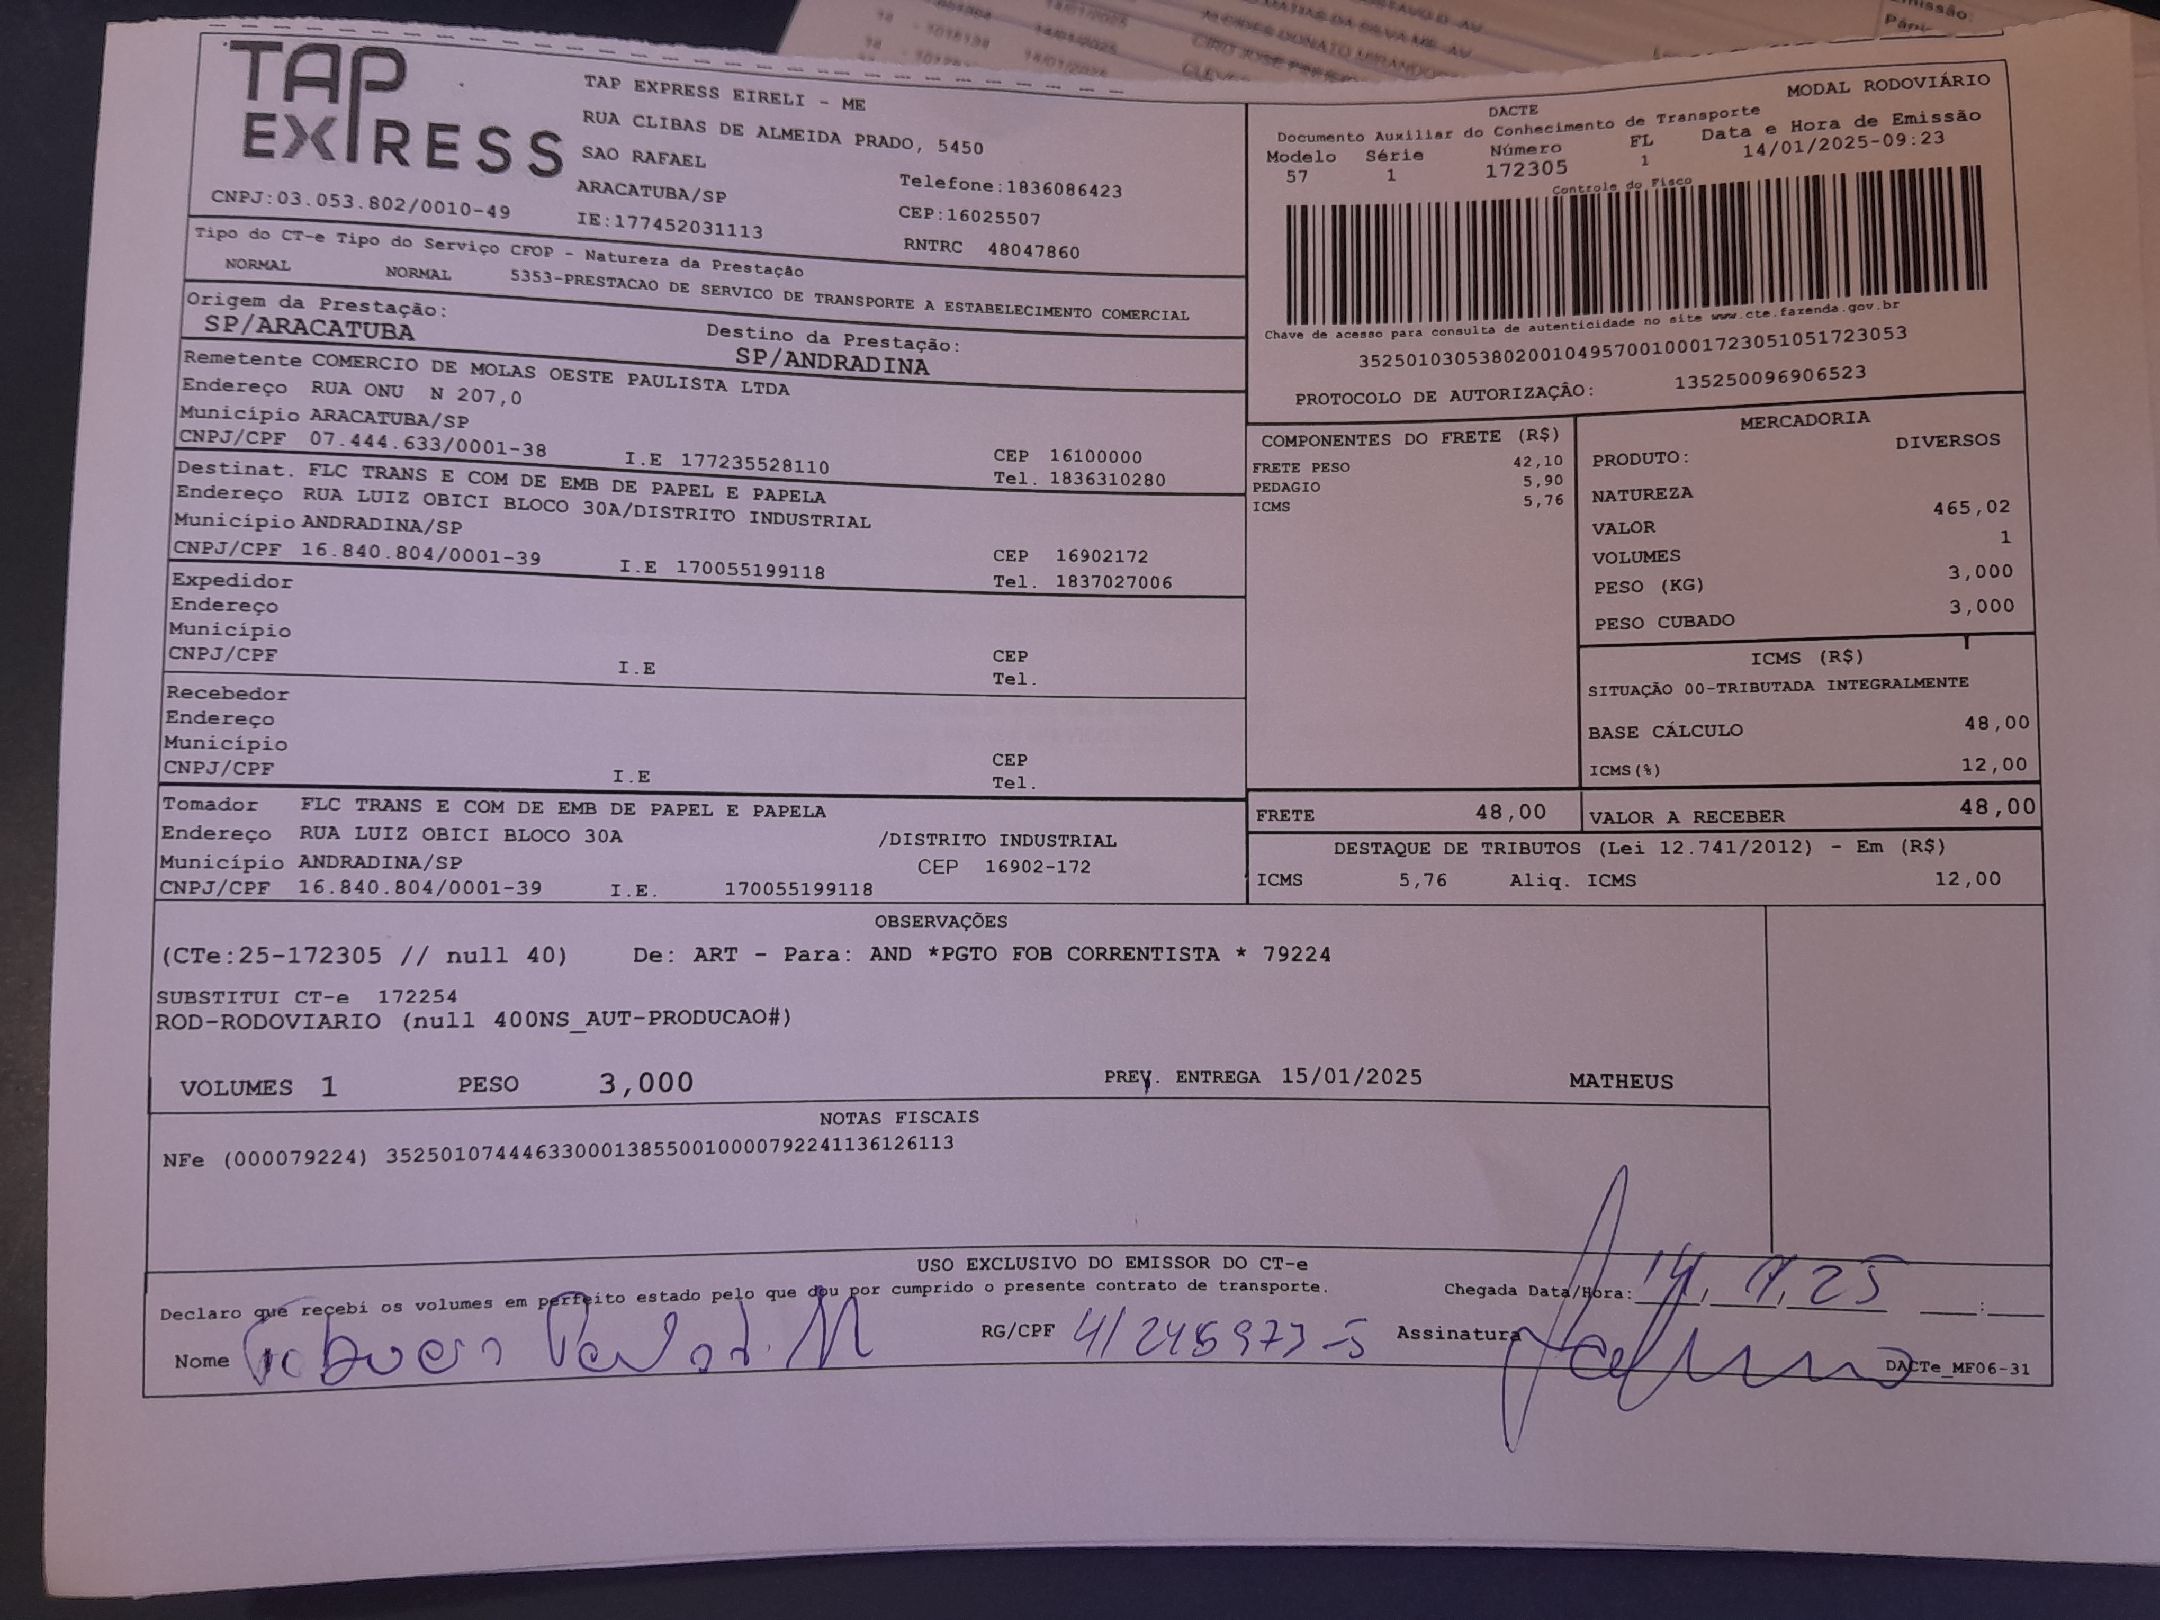 TAP
EXPRESS
CNPJ:03.053.802/0010-49
TAP EXPRESS EIRELI - ME
RUA CLIBAS DE ALMEIDA PRADO, 5450
SAO RAFAEL
ARACATUBA/SP
IE:177452031113
Telefone:1836086423
CEP:16025507
RNTRC 48047860
MODAL RODOVIÁRIO
DACTE
Documento Auxiliar do Conhecimento de Transporte
Modelo Série Número FL Data e Hora de Emissão
57 1 172305 1 14/01/2025-09:23
Controle do Fisco
Chave de acesso para consulta de autenticidade no site www.cte.fazenda.gov.br
35250103053802001049570010001723051051723053
PROTOCOLO DE AUTORIZAÇÂO: 135250096906523
Tipo do CT-e Tipo do Serviço CFOP - Natureza da Prestação
NORMAL NORMAL 5353-PRESTACAO DE SERVICO DE TRANSPORTE A ESTABELECIMENTO COMERCIAL
Origem da Prestação: Destino da Prestação:
SP/ARACATUBA SP/ANDRADINA
Remetente COMERCIO DE MOLAS OESTE PAULISTA LTDA
Endereço RUA ONU N 207,0
Município ARACATUBA/SP
CNPJ/CPF 07.444.633/0001-38 I.E 177235528110 CEP 16100000
Tel. 1836310280
Destinat. FLC TRANS E COM DE EMB DE PAPEL E PAPELA
Endereço RUA LUIZ OBICI BLOCO 30A/DISTRITO INDUSTRIAL
Município ANDRADINA/SP
CNPJ/CPF 16.840.804/0001-39 I.E 170055199118 CEP 16902172
Tel. 1837027006
Expedidor
Endereço
Município
CNPJ/CPF I.E CEP
Tel.
Recebedor
Endereço
Município
CNPJ/CPF I.E CEP
Tel.
Tomador FLC TRANS E COM DE EMB DE PAPEL E PAPELA
Endereço RUA LUIZ OBICI BLOCO 30A /DISTRITO INDUSTRIAL
Município ANDRADINA/SP CEP 16902-172
CNPJ/CPF 16.840.804/0001-39 I.E. 170055199118
COMPONENTES DO FRETE (R$)
FRETE PESO 42,10
PEDAGIO 5,90
ICMS 5,76
MERCADORIA
PRODUTO: DIVERSOS
NATUREZA
VALOR 465,02
VOLUMES 1
PESO (KG) 3,000
PESO CUBADO 3,000
ICMS (R$)
SITUAÇÃO 00-TRIBUTADA INTEGRALMENTE
BASE CÁLCULO 48,00
ICMS(%) 12,00
FRETE 48,00 VALOR A RECEBER 48,00
DESTAQUE DE TRIBUTOS (Lei 12.741/2012) - Em (R$)
ICMS 5,76 Aliq. ICMS 12,00
OBSERVAÇÕES
(CTe:25-172305 // null 40) De: ART - Para: AND *PGTO FOB CORRENTISTA * 79224
SUBSTITUI CT-e 172254
ROD-RODOVIARIO (null 400NS_AUT-PRODUCAO#)
VOLUMES 1 PESO 3,000 PREV. ENTREGA 15/01/2025 MATHEUS
NOTAS FISCAIS
NFe (000079224) 35250107444633000138550010000792241136126113
USO EXCLUSIVO DO EMISSOR DO CT-e
Declaro que recebi os volumes em perfeito estado pelo que dou por cumprido o presente contrato de transporte. Chegada Data/Hora: 14, 1, 25 :
Nome RG/CPF 41245973-5 Assinatura
DACTe_MF06-31